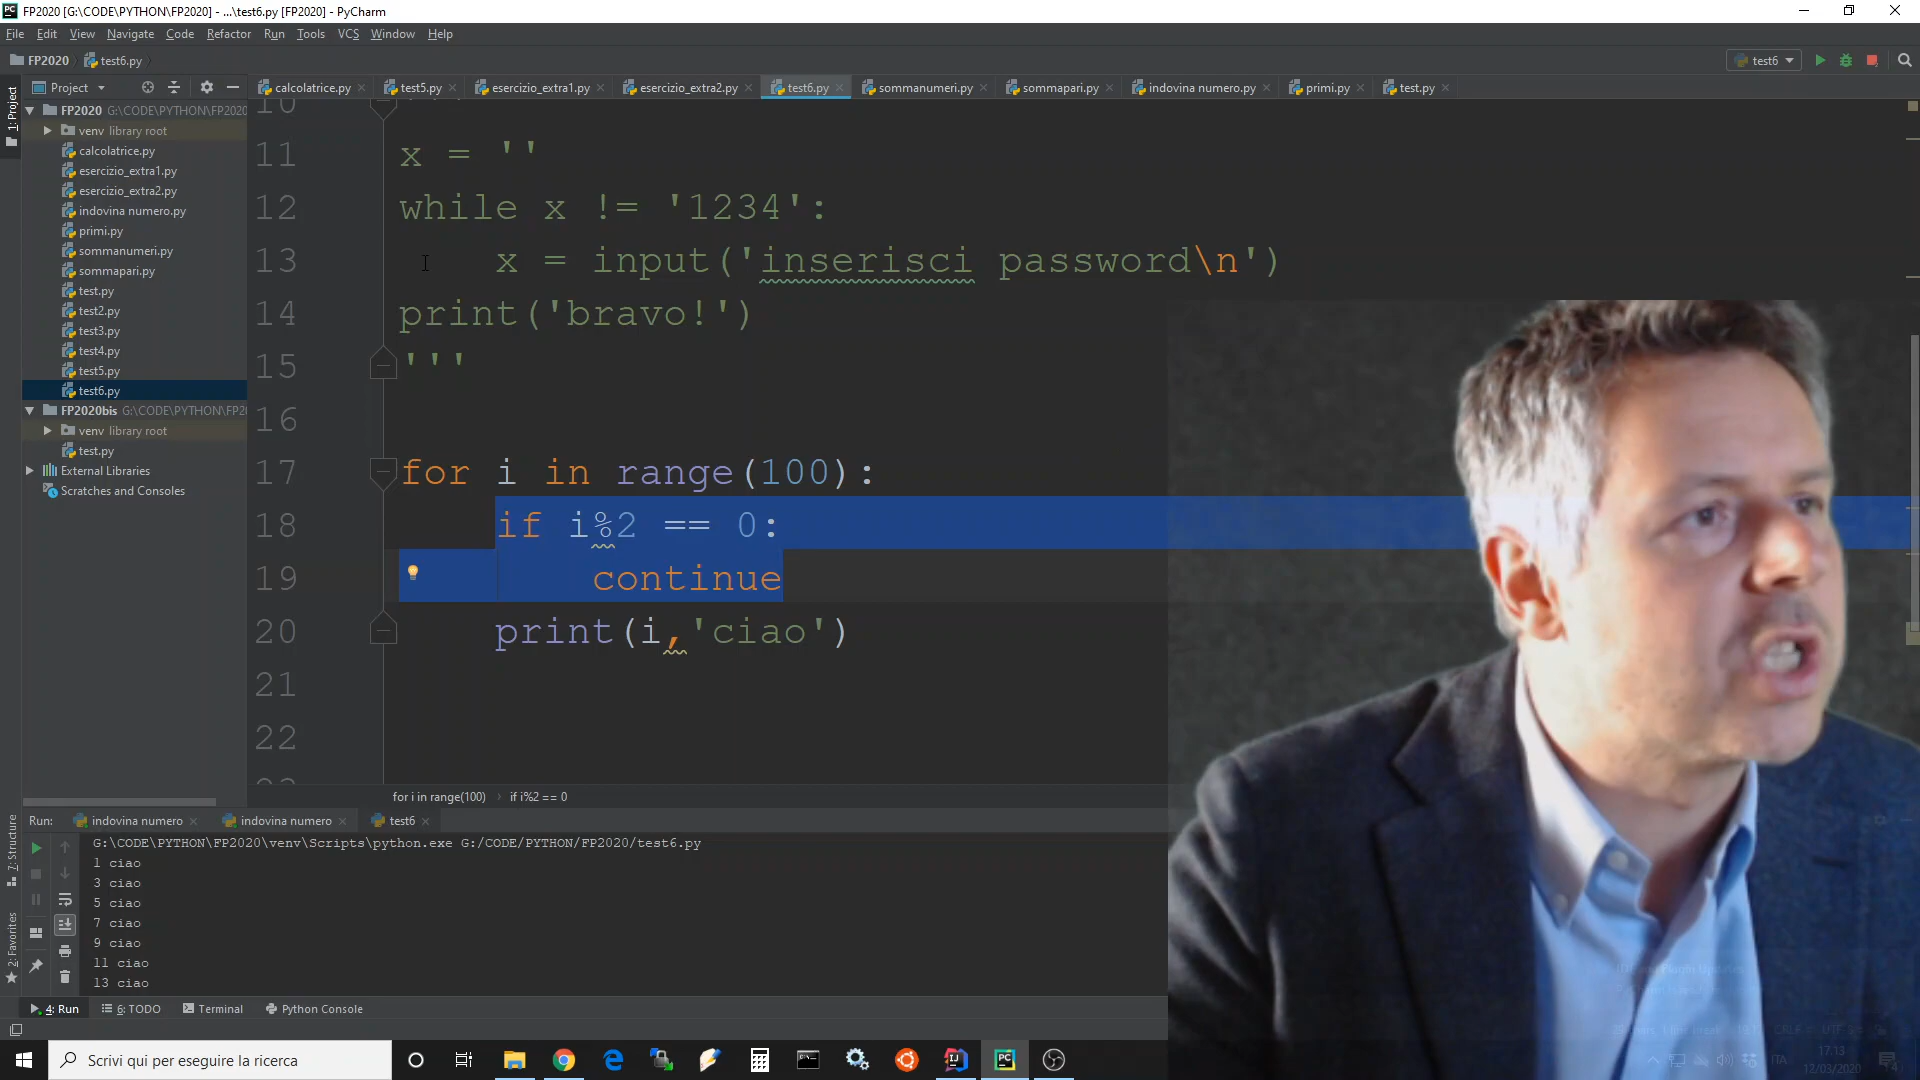 FP2020 [G:\CODE\PYTHON\FP2020] - ...\test6.py [FP2020] - PyCharm
File Edit View Navigate Code Refactor Run Tools VCS Window Help
FP2020 test6.py
test6
Project
calcolatrice.py test5.py esercizio_extra1.py esercizio_extra2.py test6.py sommanumeri.py sommapari.py indovina numero.py primi.py test.py
1: Project
FP2020 G:\CODE\PYTHON\FP2020
venv library root
calcolatrice.py
esercizio_extra1.py
esercizio_extra2.py
indovina numero.py
primi.py
sommanumeri.py
sommapari.py
test.py
test2.py
test3.py
test4.py
test5.py
test6.py
FP2020bis G:\CODE\PYTHON\FP2
venv library root
test.py
External Libraries
Scratches and Consoles
10
11 x = ''
12 while x != '1234':
13 x = input('inserisci password\n')
14 print('bravo!')
15 '''
16
17 for i in range(100):
18 if i%2 == 0:
19 continue
20 print(i,'ciao')
21
22
for i in range(100) › if i%2 == 0
Run: indovina numero indovina numero test6
G:\CODE\PYTHON\FP2020\venv\Scripts\python.exe G:/CODE/PYTHON/FP2020/test6.py
1 ciao
3 ciao
5 ciao
7 ciao
9 ciao
11 ciao
13 ciao
7: Structure
2: Favorites
4: Run 6: TODO Terminal Python Console
Scrivi qui per eseguire la ricerca
ITA
17.13
12/03/2020